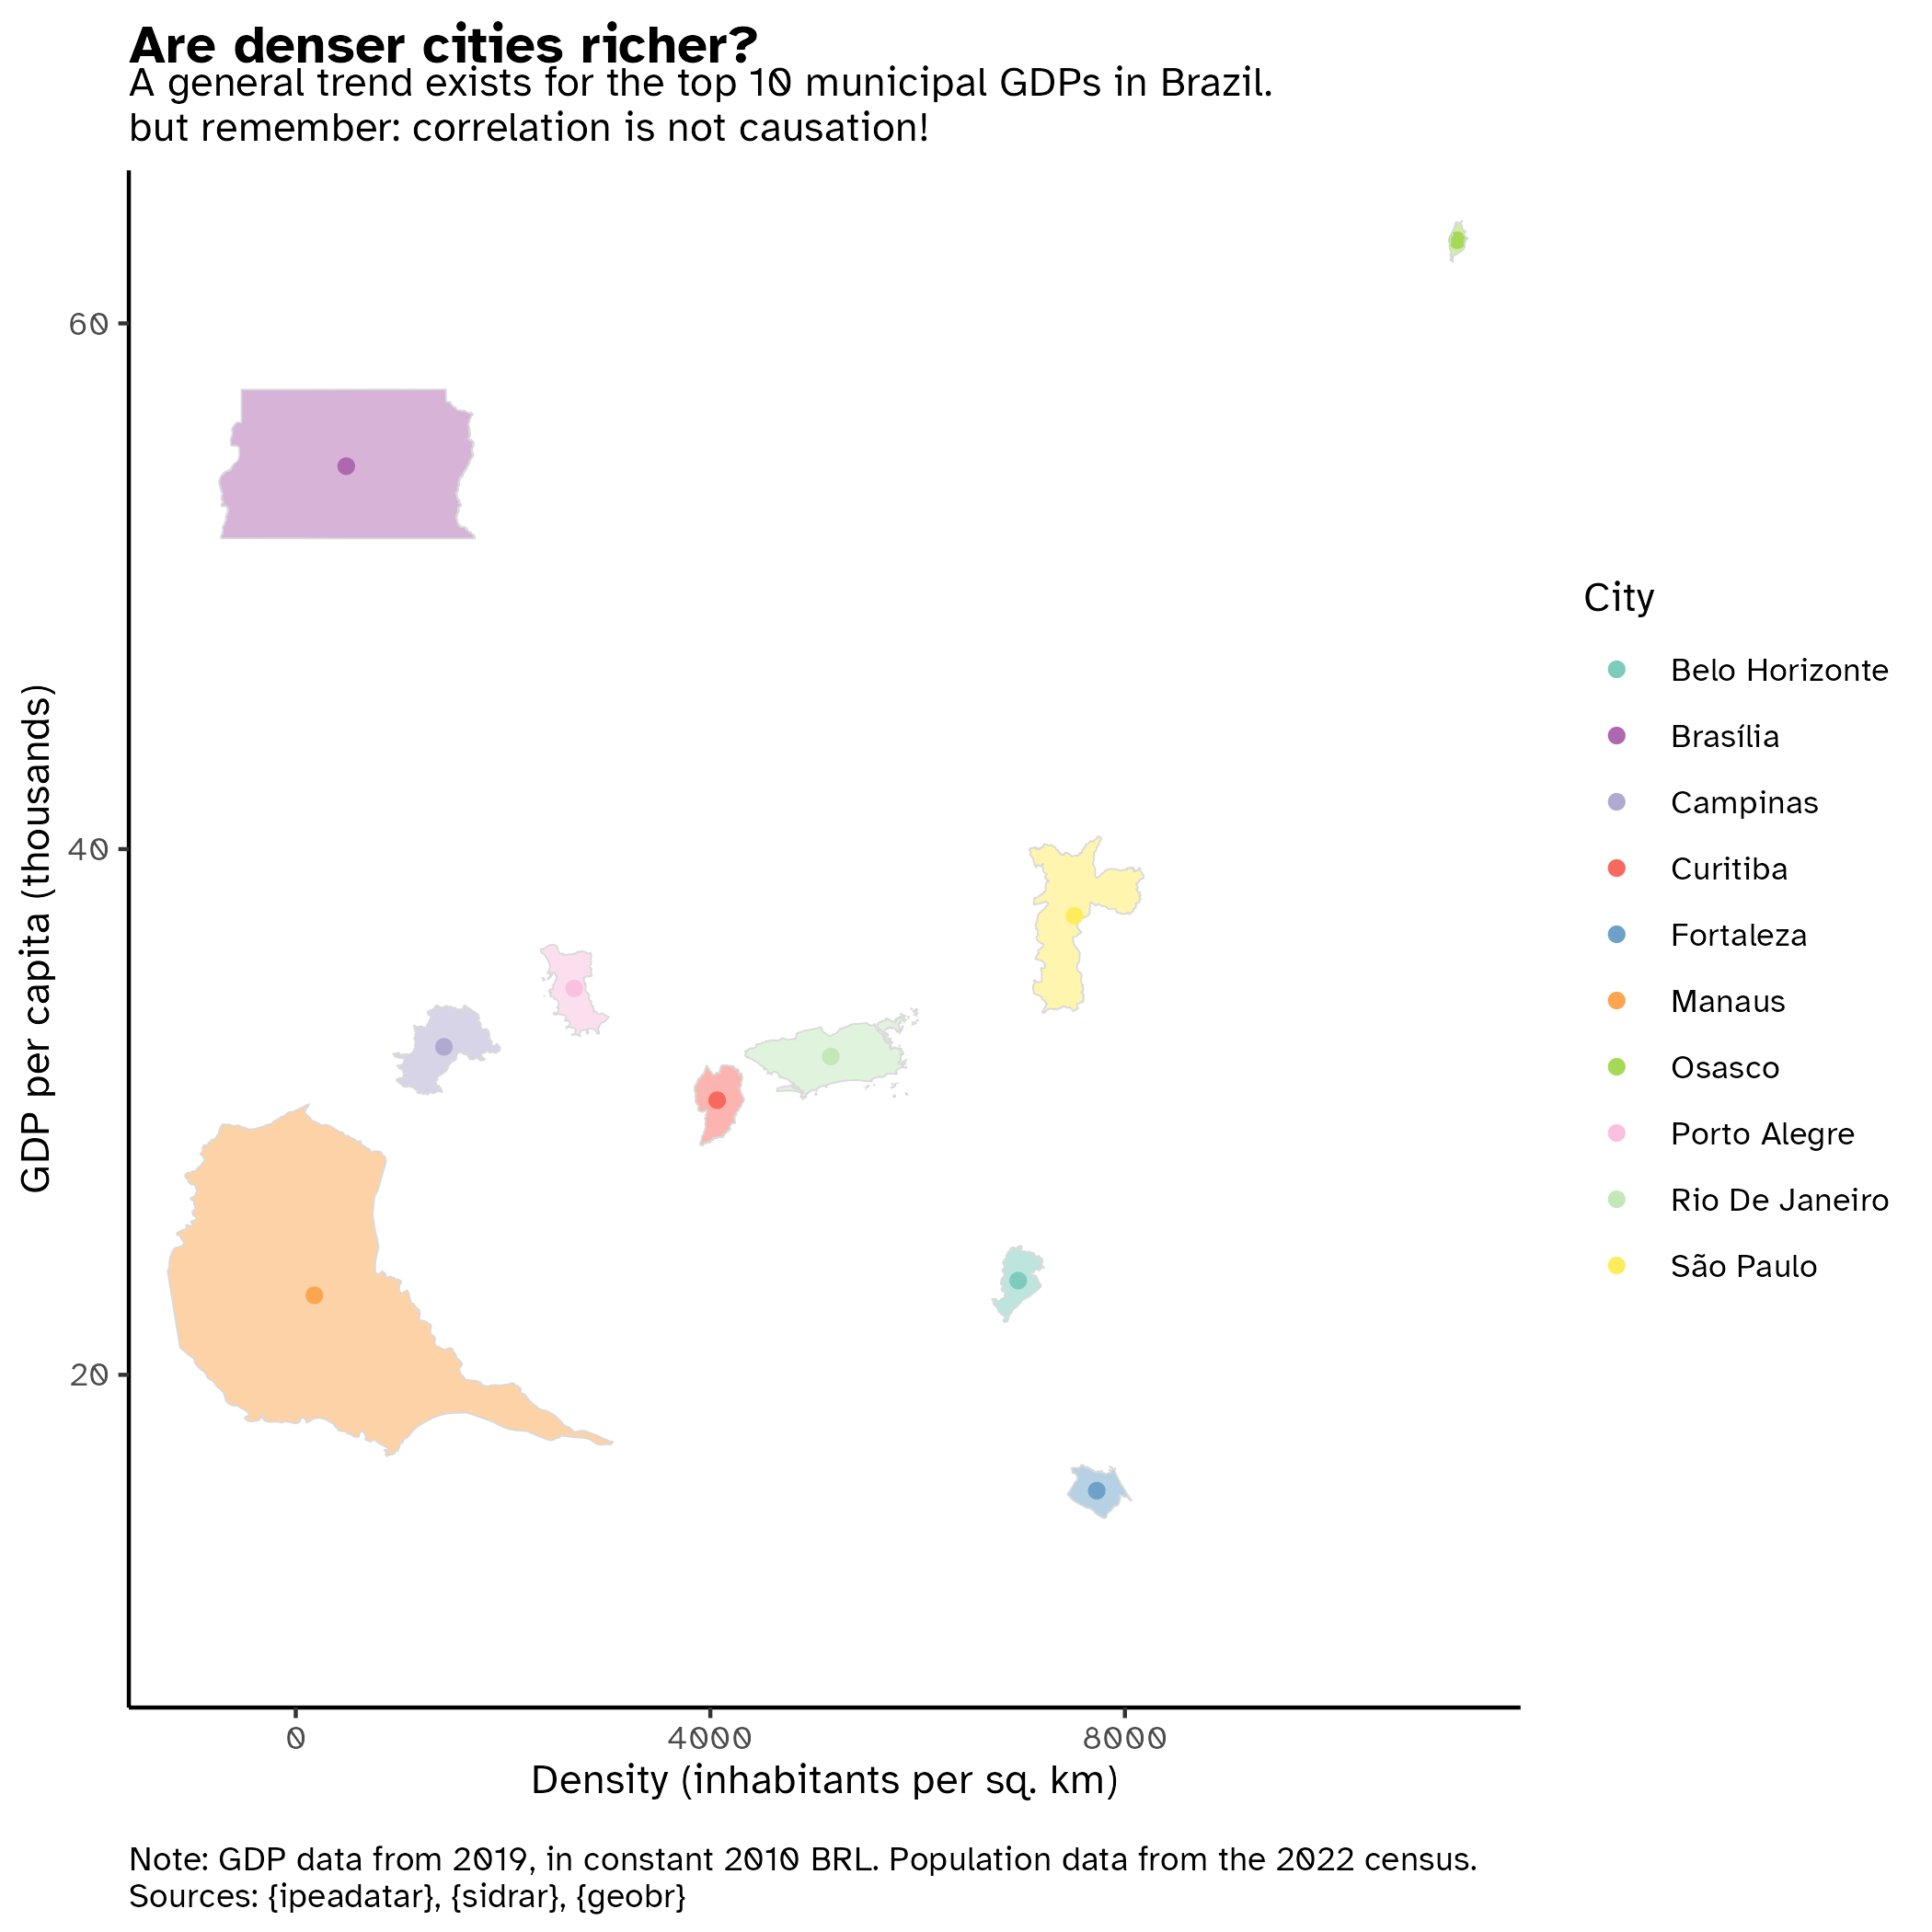 Are denser cities richer?
A general trend exists for the top 10 municipal GDPs in Brazil.
but remember: correlation is not causation!
GDP per capita (thousands)
60
40
20
0
4000
8000
Density (inhabitants per sq. km)
City
Belo Horizonte
Brasília
Campinas
Curitiba
Fortaleza
Manaus
Osasco
Porto Alegre
Rio De Janeiro
São Paulo
Note: GDP data from 2019, in constant 2010 BRL. Population data from the 2022 census.
Sources: {ipeadatar}, {sidrar}, {geobr}